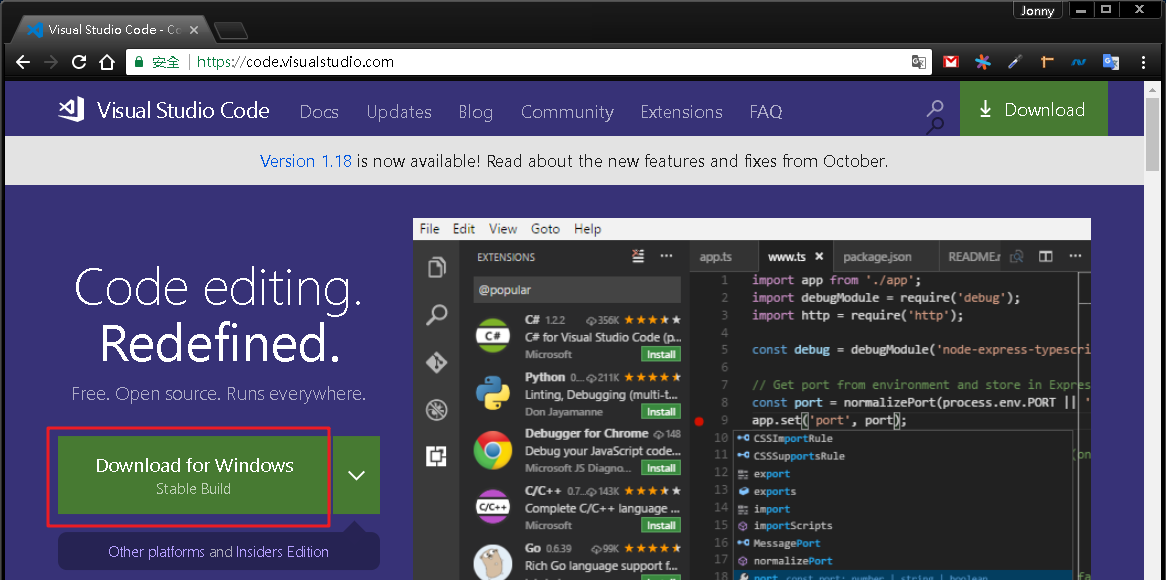 Jonny
Visual Studio Code - Co
安全 https://code.visualstudio.com
Visual Studio Code Docs Updates Blog Community Extensions FAQ Download
Version 1.18 is now available! Read about the new features and fixes from October.
Code editing.
Redefined.
Free. Open source. Runs everywhere.
Download for Windows
Stable Build
Other platforms and Insiders Edition
File Edit View Goto Help
EXTENSIONS
@popular
C# 1.2.2 356K
C# for Visual Studio Code (p...
Microsoft Install
Python 0... 211K
Linting, Debugging (multi-t...
Don Jayamanne Install
Debugger for Chrome 148
Debug your JavaScript code...
Microsoft JS Diagno... Install
C/C++ 0.7... 143K
Complete C/C++ language ...
Microsoft Install
Go 0.6.39 99K
Rich Go language support f...
app.ts www.ts package.json README.
1 import app from './app';
2 import debugModule = require('debug');
3 import http = require('http');
4
5 const debug = debugModule('node-express-typescri
6
7 // Get port from environment and store in Expres
8 const port = normalizePort(process.env.PORT || '
9 app.set('port', port);
10 CSSImportRule
11 CSSSupportsRule
12 export
13 exports
14 import
15 importScripts
16 MessagePort
17 normalizePort
18 port const port: number | string | boolean